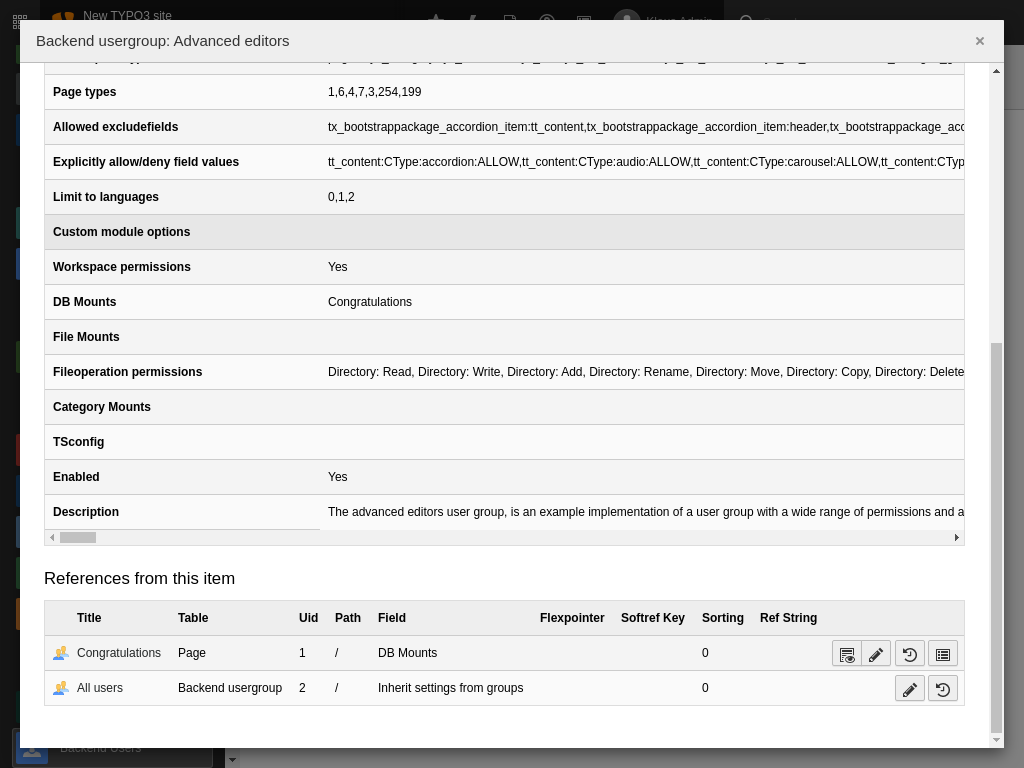 New TYPO3 site
Backend usergroup: Advanced editors
×
Page types 1,6,4,7,3,254,199
Allowed excludefields tx_bootstrappackage_accordion_item:tt_content,tx_bootstrappackage_accordion_item:header,tx_bootstrappackage_acc
Explicitly allow/deny field values tt_content:CType:accordion:ALLOW,tt_content:CType:audio:ALLOW,tt_content:CType:carousel:ALLOW,tt_content:CTyp
Limit to languages 0,1,2
Custom module options
Workspace permissions Yes
DB Mounts Congratulations
File Mounts
Fileoperation permissions Directory: Read, Directory: Write, Directory: Add, Directory: Rename, Directory: Move, Directory: Copy, Directory: Delete
Category Mounts
TSconfig
Enabled Yes
Description The advanced editors user group, is an example implementation of a user group with a wide range of permissions and a
References from this item
Title Table Uid Path Field Flexpointer Softref Key Sorting Ref String
Congratulations Page 1 / DB Mounts 0
All users Backend usergroup 2 / Inherit settings from groups 0
Backend Users